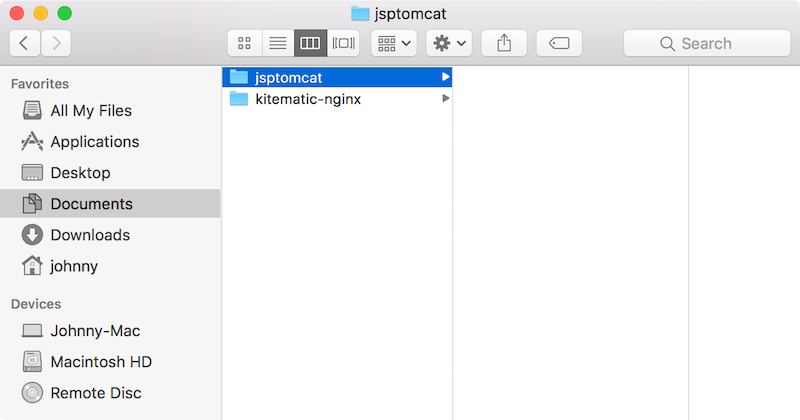 jsptomcat
Search
Favorites
All My Files
Applications
Desktop
Documents
Downloads
johnny
Devices
Johnny-Mac
Macintosh HD
Remote Disc
jsptomcat
kitematic-nginx